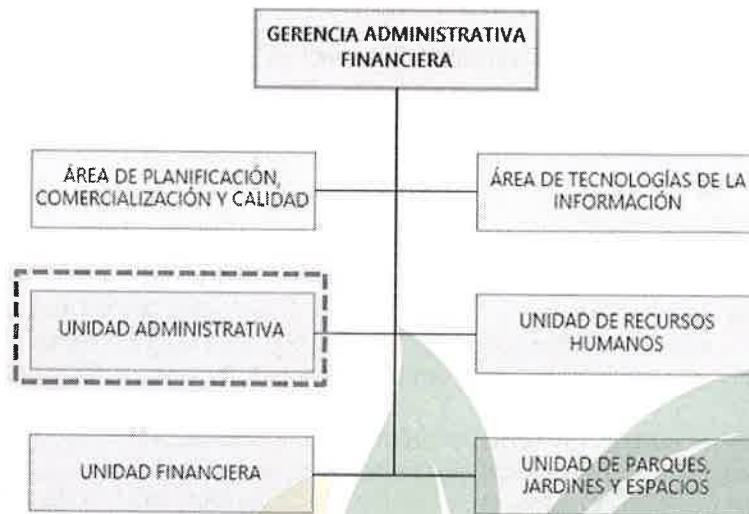 GERENCIA ADMINISTRATIVA
FINANCIERA
ÁREA DE PLANIFICACIÓN,
COMERCIALIZACIÓN Y CALIDAD
ÁREA DE TECNOLOGÍAS DE LA
INFORMACIÓN
UNIDAD ADMINISTRATIVA
UNIDAD DE RECURSOS
HUMANOS
UNIDAD FINANCIERA
UNIDAD DE PARQUES,
JARDINES Y ESPACIOS